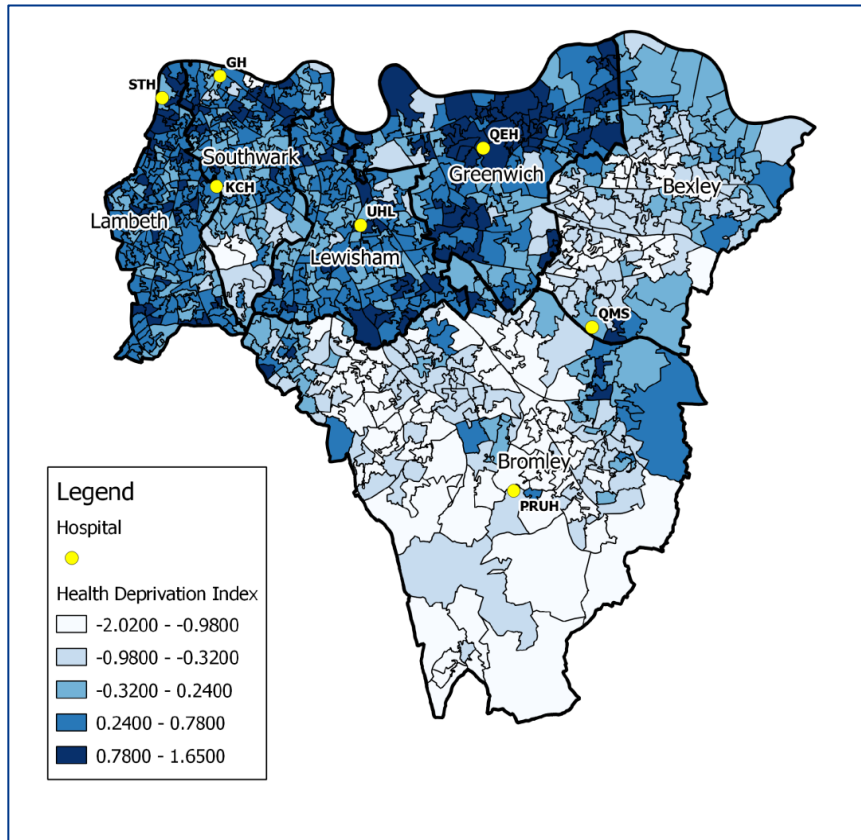 GH
STH
QEH
Southwark
Greenwich
KCH
Bexley
Lambeth
UHL
Lewisham
QMS
Bromley
PRUH
Legend
Hospital
Health Deprivation Index
-2.0200 - -0.9800
-0.9800 - -0.3200
-0.3200 - 0.2400
0.2400 - 0.7800
0.7800 - 1.6500